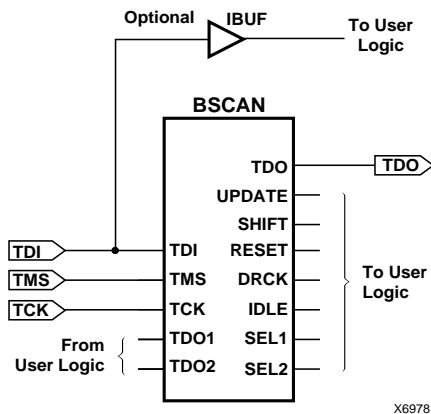 Optional
IBUF
To User
Logic
BSCAN
TDO
TDO
UPDATE
SHIFT
TDI
TDI
RESET
TMS
TMS
DRCK
To User
Logic
TCK
TCK
IDLE
From
User Logic
TDO1
SEL1
TDO2
SEL2
X6978